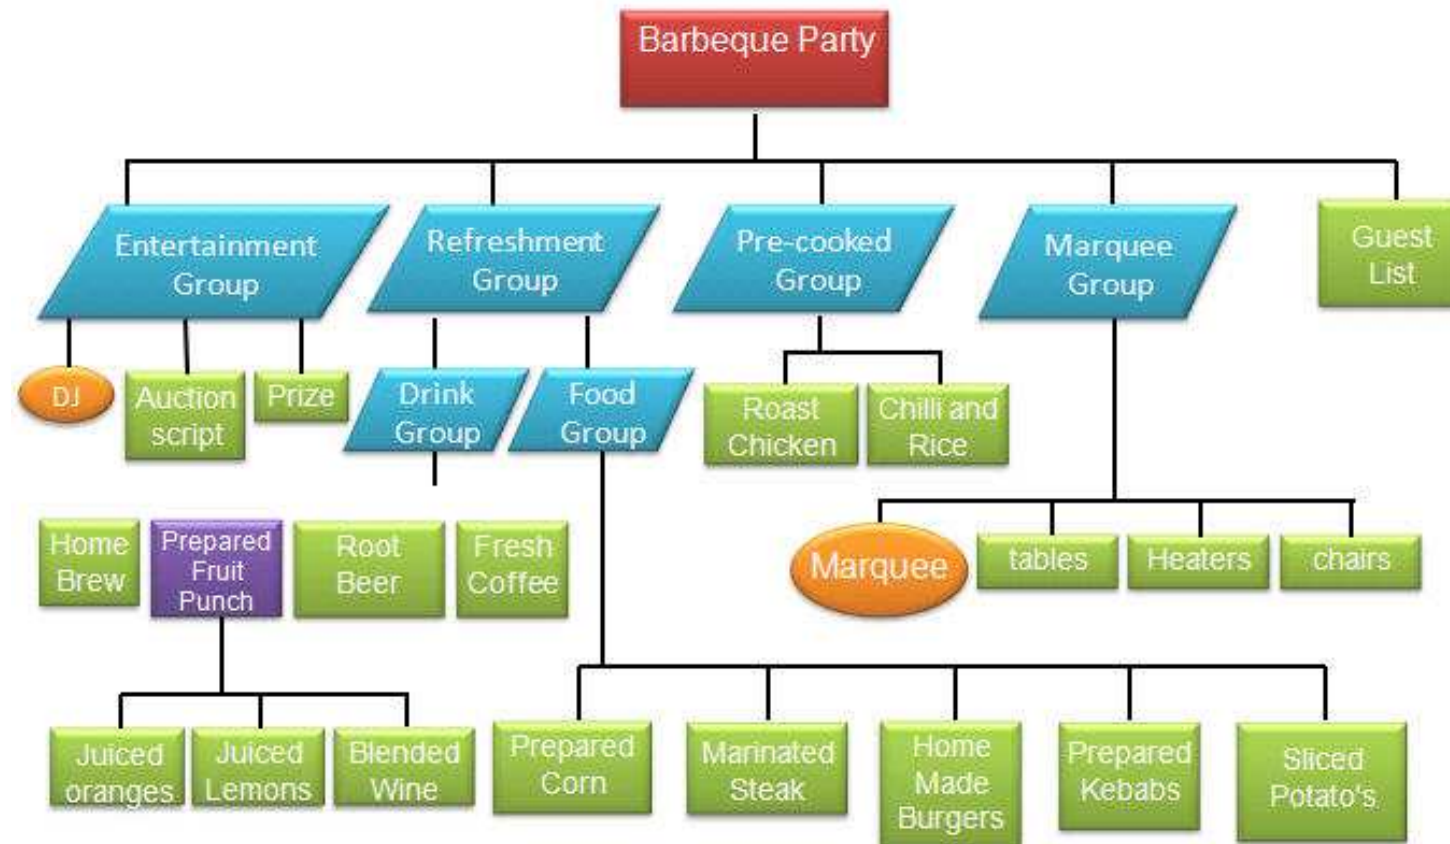 Barbeque Party
Entertainment
Group
Refreshment
Group
Pre-cooked
Group
Marquee
Group
Guest
List
DJ
Auction
script
Prize
Drink
Group
Food
Group
Roast
Chicken
Chilli and
Rice
Home
Brew
Prepared
Fruit
Punch
Root
Beer
Fresh
Coffee
Marquee
tables
Heaters
chairs
Juiced
oranges
Juiced
Lemons
Blended
Wine
Prepared
Corn
Marinated
Steak
Home
Made
Burgers
Prepared
Kebabs
Sliced
Potato's